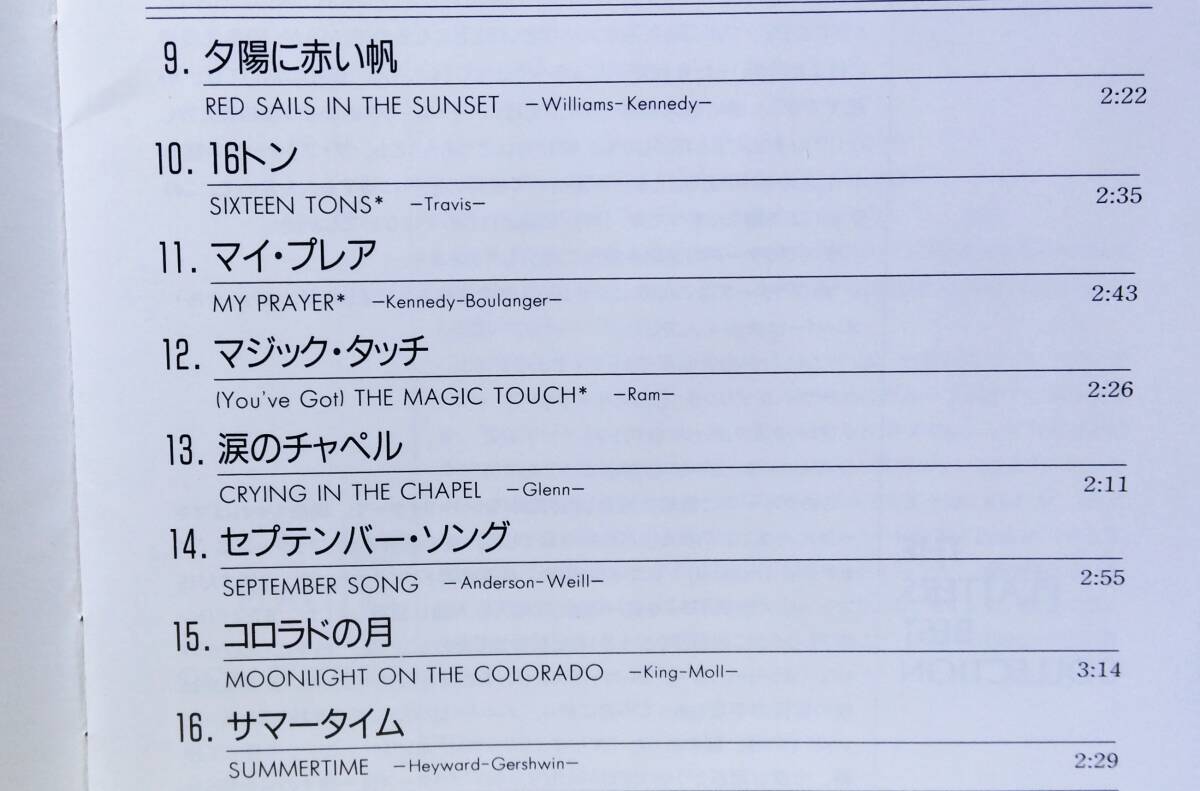 9. 夕陽に赤い帆
RED SAILS IN THE SUNSET –Williams–Kennedy– 2:22
10. 16トン
SIXTEEN TONS* –Travis– 2:35
11. マイ・プレア
MY PRAYER* –Kennedy–Boulanger– 2:43
12. マジック・タッチ
(You've Got) THE MAGIC TOUCH* –Ram– 2:26
13. 涙のチャペル
CRYING IN THE CHAPEL –Glenn– 2:11
14. セプテンバー・ソング
SEPTEMBER SONG –Anderson–Weill– 2:55
15. コロラドの月
MOONLIGHT ON THE COLORADO –King–Moll– 3:14
16. サマータイム
SUMMERTIME –Heyward–Gershwin– 2:29